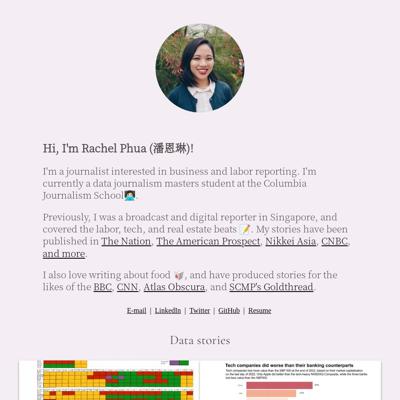 Hi, I'm Rachel Phua (潘恩琳)!
I'm a journalist interested in business and labor reporting. I'm
currently a data journalism masters student at the Columbia
Journalism School👩🏻‍💻.
Previously, I was a broadcast and digital reporter in Singapore, and
covered the labor, tech, and real estate beats 📝. My stories have been
published in The Nation, The American Prospect, Nikkei Asia, CNBC,
and more.
I also love writing about food 🥡, and have produced stories for the
likes of the BBC, CNN, Atlas Obscura, and SCMP's Goldthread.
E-mail | LinkedIn | Twitter | GitHub | Resume
Data stories
Tech companies did worse than their banking counterparts